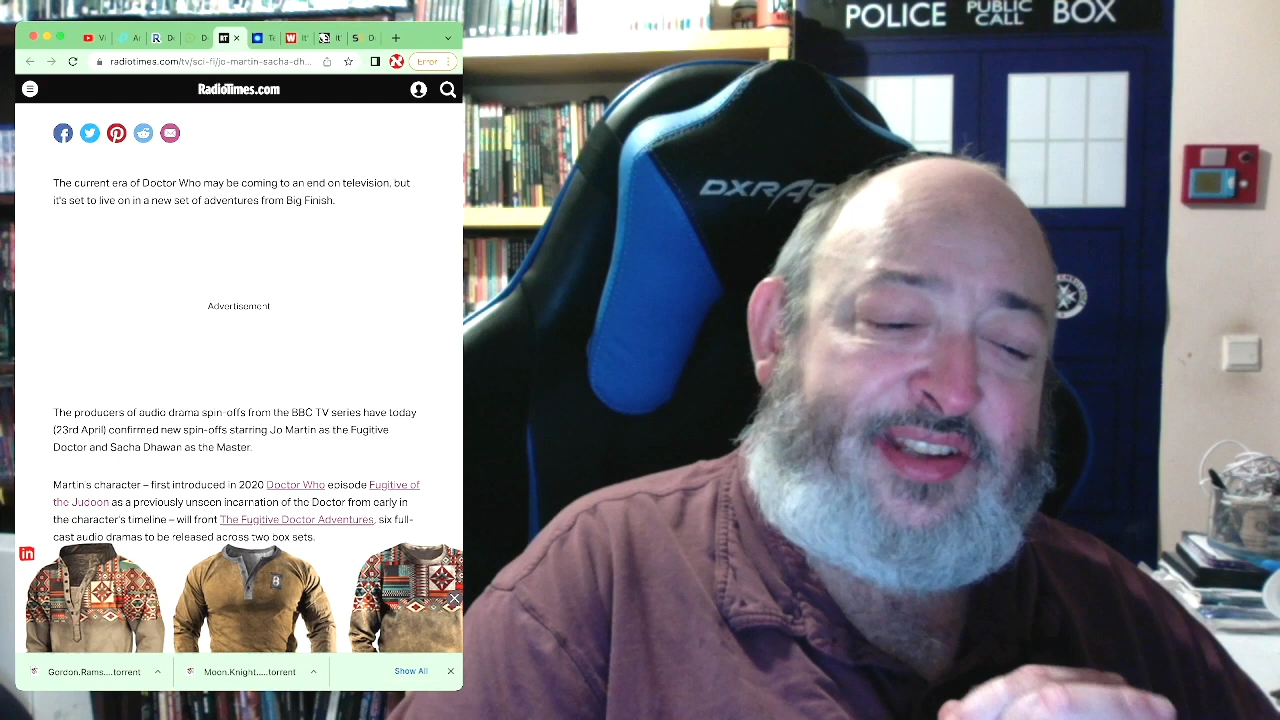 radiotimes.com/tv/sci-fi/jo-martin-sacha-dh...
Error
RadioTimes.com
The current era of Doctor Who may be coming to an end on television, but
it's set to live on in a new set of adventures from Big Finish.
Advertisement
The producers of audio drama spin-offs from the BBC TV series have today
(23rd April) confirmed new spin-offs starring Jo Martin as the Fugitive
Doctor and Sacha Dhawan as the Master.
Martin's character – first introduced in 2020 Doctor Who episode Fugitive of
the Judoon as a previously unseen incarnation of the Doctor from early in
the character's timeline – will front The Fugitive Doctor Adventures, six full-
cast audio dramas to be released across two box sets.
in
B
Gordon.Rams....torrent
Moon.Knight.....torrent
Show All
DXRAC
POLICE PUBLIC CALL BOX